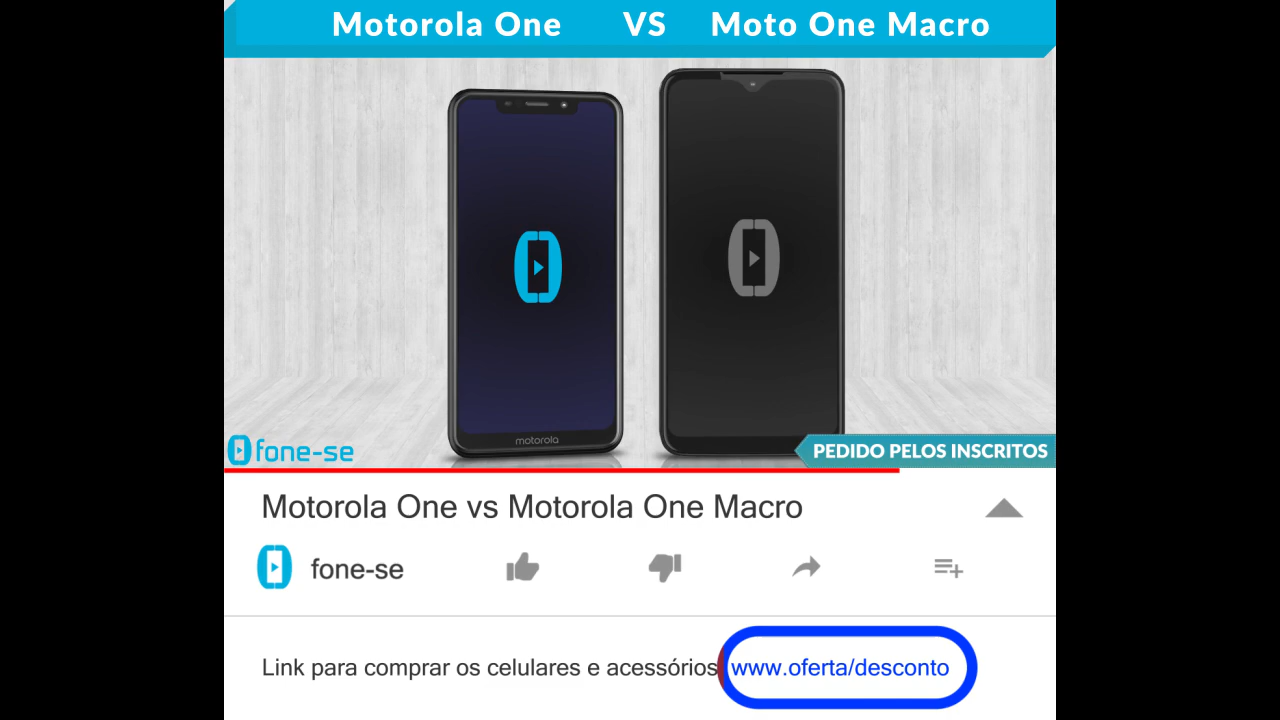 Motorola One VS Moto One Macro
motorola
fone-se
PEDIDO PELOS INSCRITOS
Motorola One vs Motorola One Macro
fone-se
Link para comprar os celulares e acessórios www.oferta/desconto